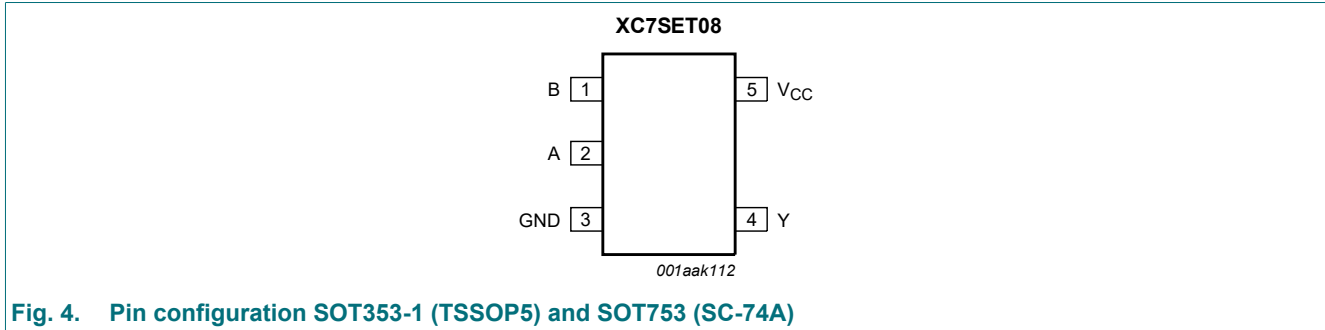 XC7SET08
B 1 5 VCC
A 2
GND 3 4 Y
001aak112
Fig. 4. Pin configuration SOT353-1 (TSSOP5) and SOT753 (SC-74A)